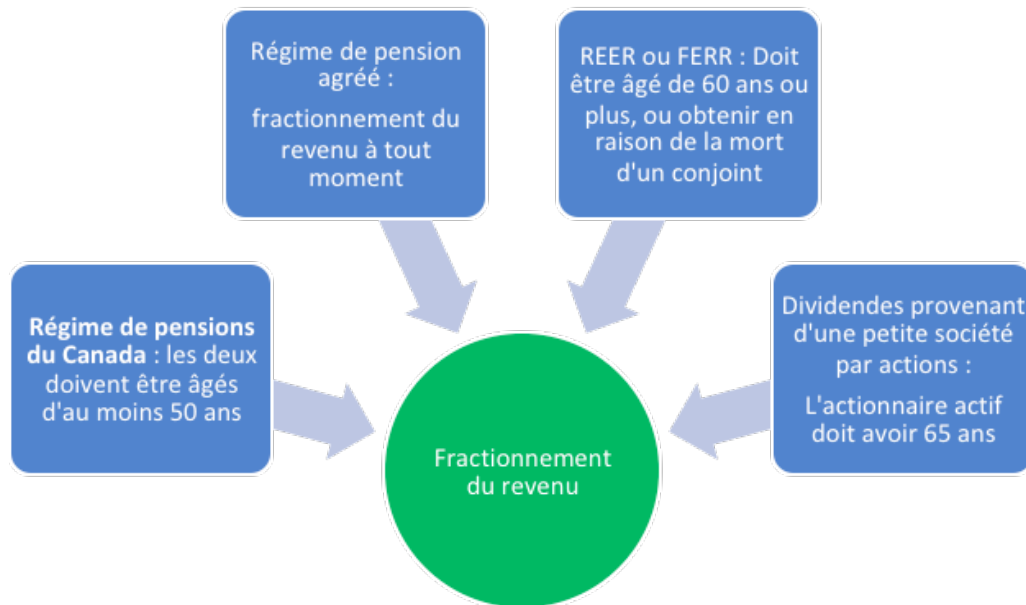 Régime de pension
agréé :
fractionnement du
revenu à tout
moment
REER ou FERR : Doit
être âgé de 60 ans ou
plus, ou obtenir en
raison de la mort
d'un conjoint
Régime de pensions
du Canada : les deux
doivent être âgés
d'au moins 50 ans
Dividendes provenant
d'une petite société
par actions :
L'actionnaire actif
doit avoir 65 ans
Fractionnement
du revenu